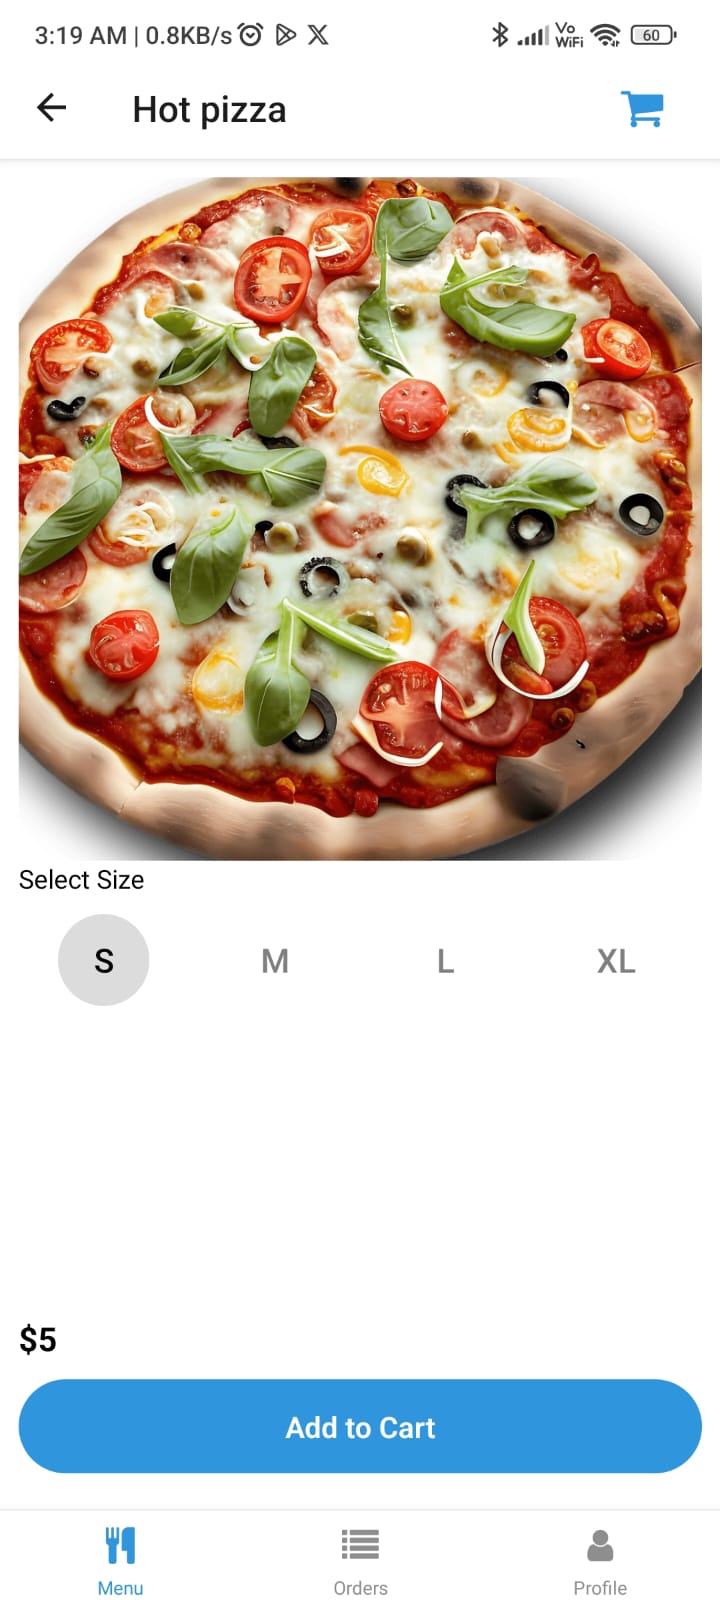 3:19 AM | 0.8KB/s
Vo
WiFi
60
Hot pizza
Select Size
S M L XL
$5
Add to Cart
Menu Orders Profile